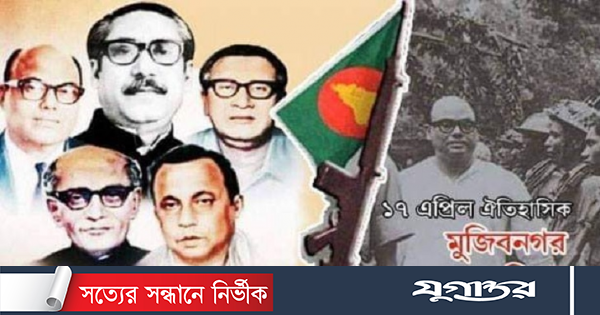 ১৭ এপ্রিল ঐতিহাসিক
মুজিবনগর
সত্যের সন্ধানে নির্ভীক
যুগান্তর